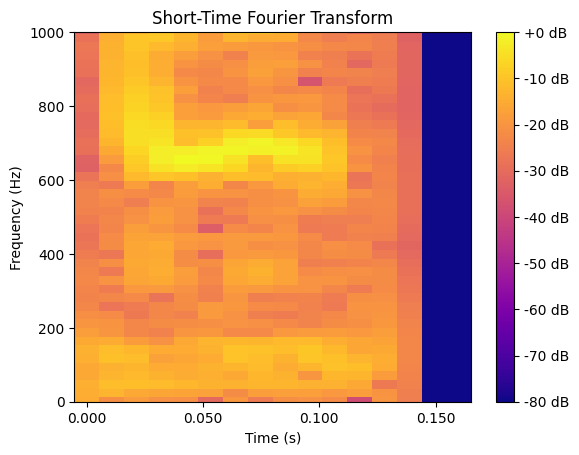 Short-Time Fourier Transform
1000
800
600
400
200
0
Frequency (Hz)
0.000
0.050
0.100
0.150
Time (s)
+0 dB
-10 dB
-20 dB
-30 dB
-40 dB
-50 dB
-60 dB
-70 dB
-80 dB